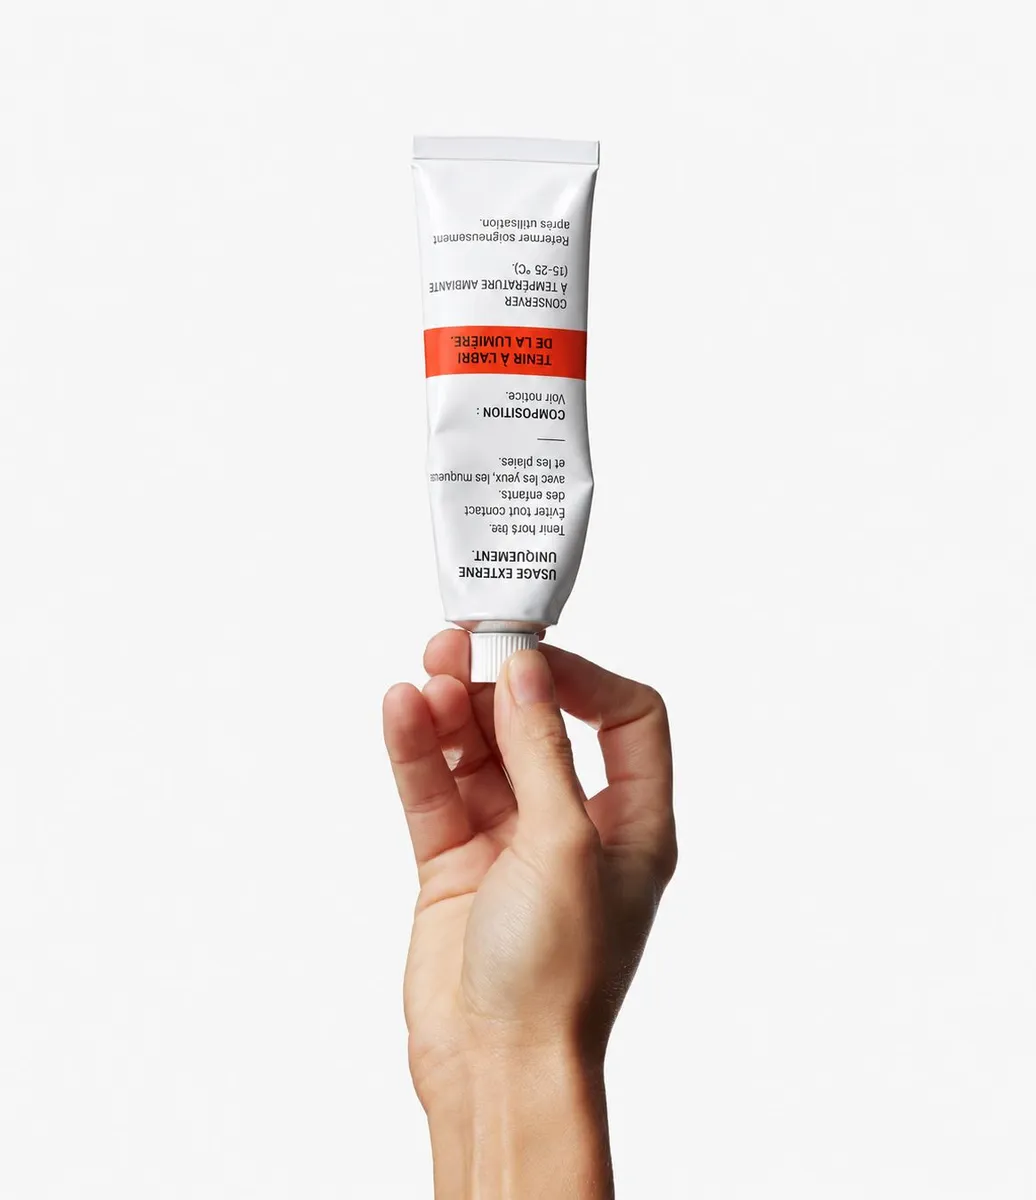 USAGE EXTERNE
UNIQUEMENT.
Tenir hors
Éviter tout contact
des enfants.
avec les yeux, les muqueuse
et les plaies.
COMPOSITION :
Voir notice.
TENIR À L'ABRI
DE LA LUMIÈRE.
CONSERVER
À TEMPÉRATURE AMBIANTE
(15-25 °C).
Refermer soigneusement
après utilisation.